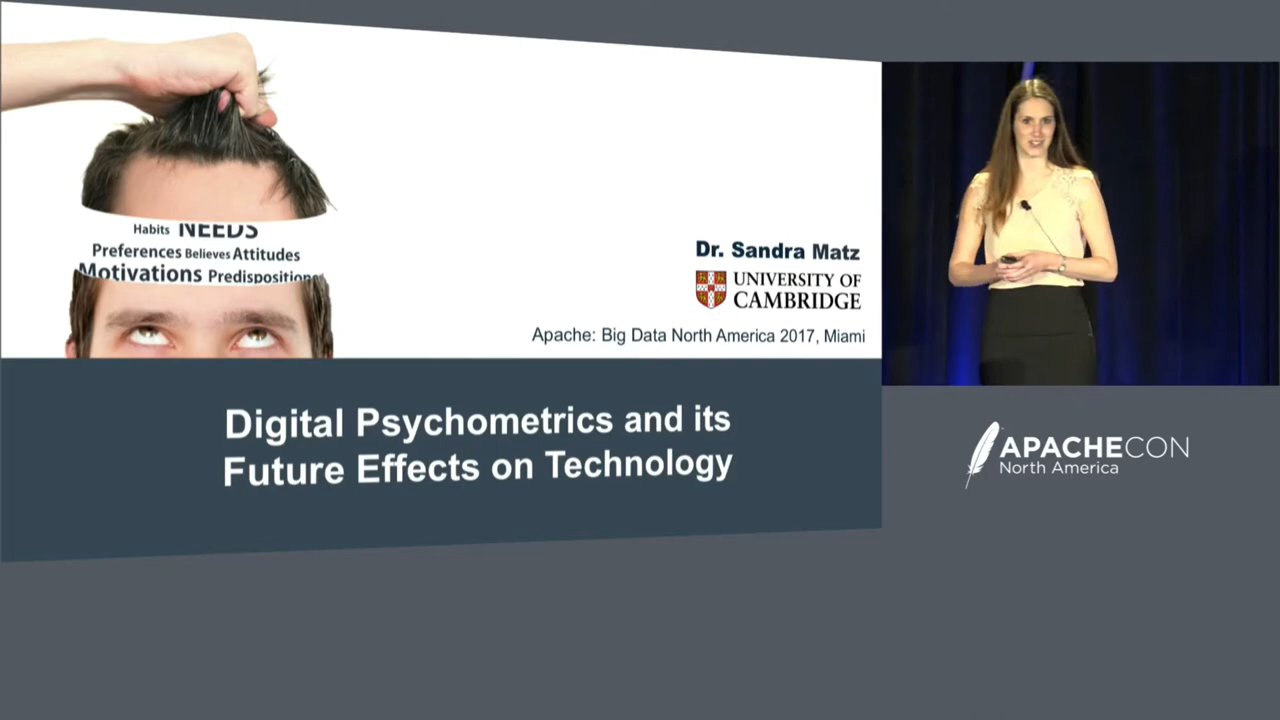 Habits NEEDS
Preferences Believes Attitudes
Motivations Predispositions
Dr. Sandra Matz
UNIVERSITY OF
CAMBRIDGE
Apache: Big Data North America 2017, Miami
Digital Psychometrics and its
Future Effects on Technology
APACHECON
North America